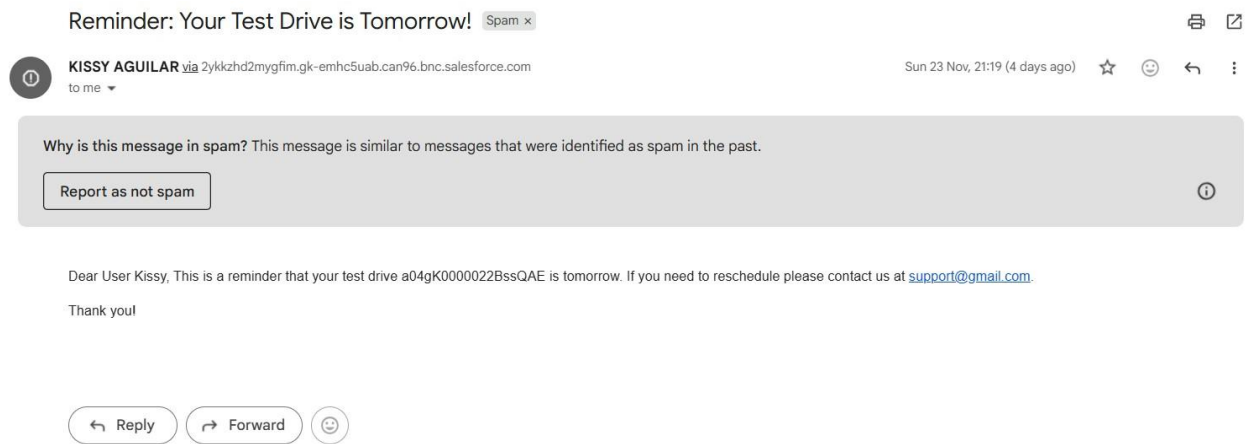 Reminder: Your Test Drive is Tomorrow! Spam ×
KISSY AGUILAR via 2ykkzhd2mygfim.gk-emhc5uab.can96.bnc.salesforce.com Sun 23 Nov, 21:19 (4 days ago)
to me
Why is this message in spam? This message is similar to messages that were identified as spam in the past.
Report as not spam
Dear User Kissy, This is a reminder that your test drive a04gK0000022BssQAE is tomorrow. If you need to reschedule please contact us at support@gmail.com.
Thank you!
Reply Forward